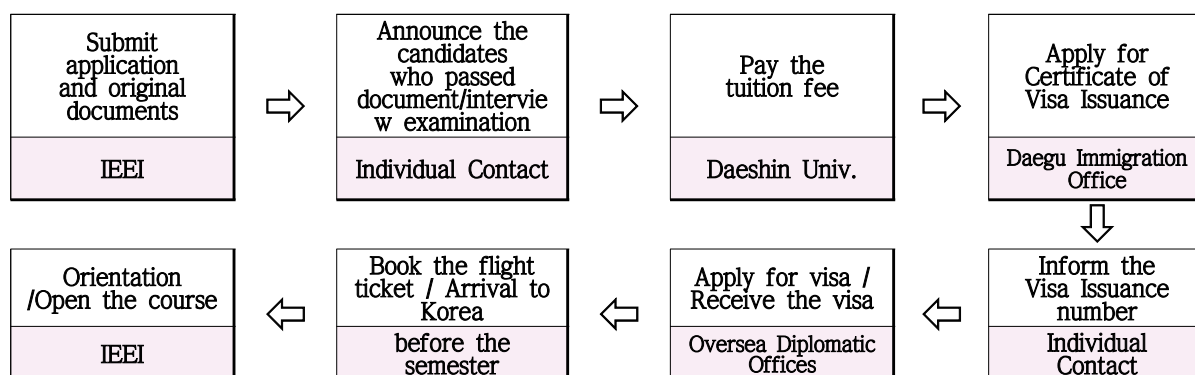 Submit
application
and original
documents
IEEI
Announce the
candidates
who passed
document/intervie
w examination
Individual Contact
Pay the
tuition fee
Daeshin Univ.
Apply for
Certificate of
Visa Issuance
Daegu Immigration
Office
Inform the
Visa Issuance
number
Individual
Contact
Apply for visa /
Receive the visa
Oversea Diplomatic
Offices
Book the flight
ticket / Arrival to
Korea
before the
semester
Orientation
/Open the course
IEEI